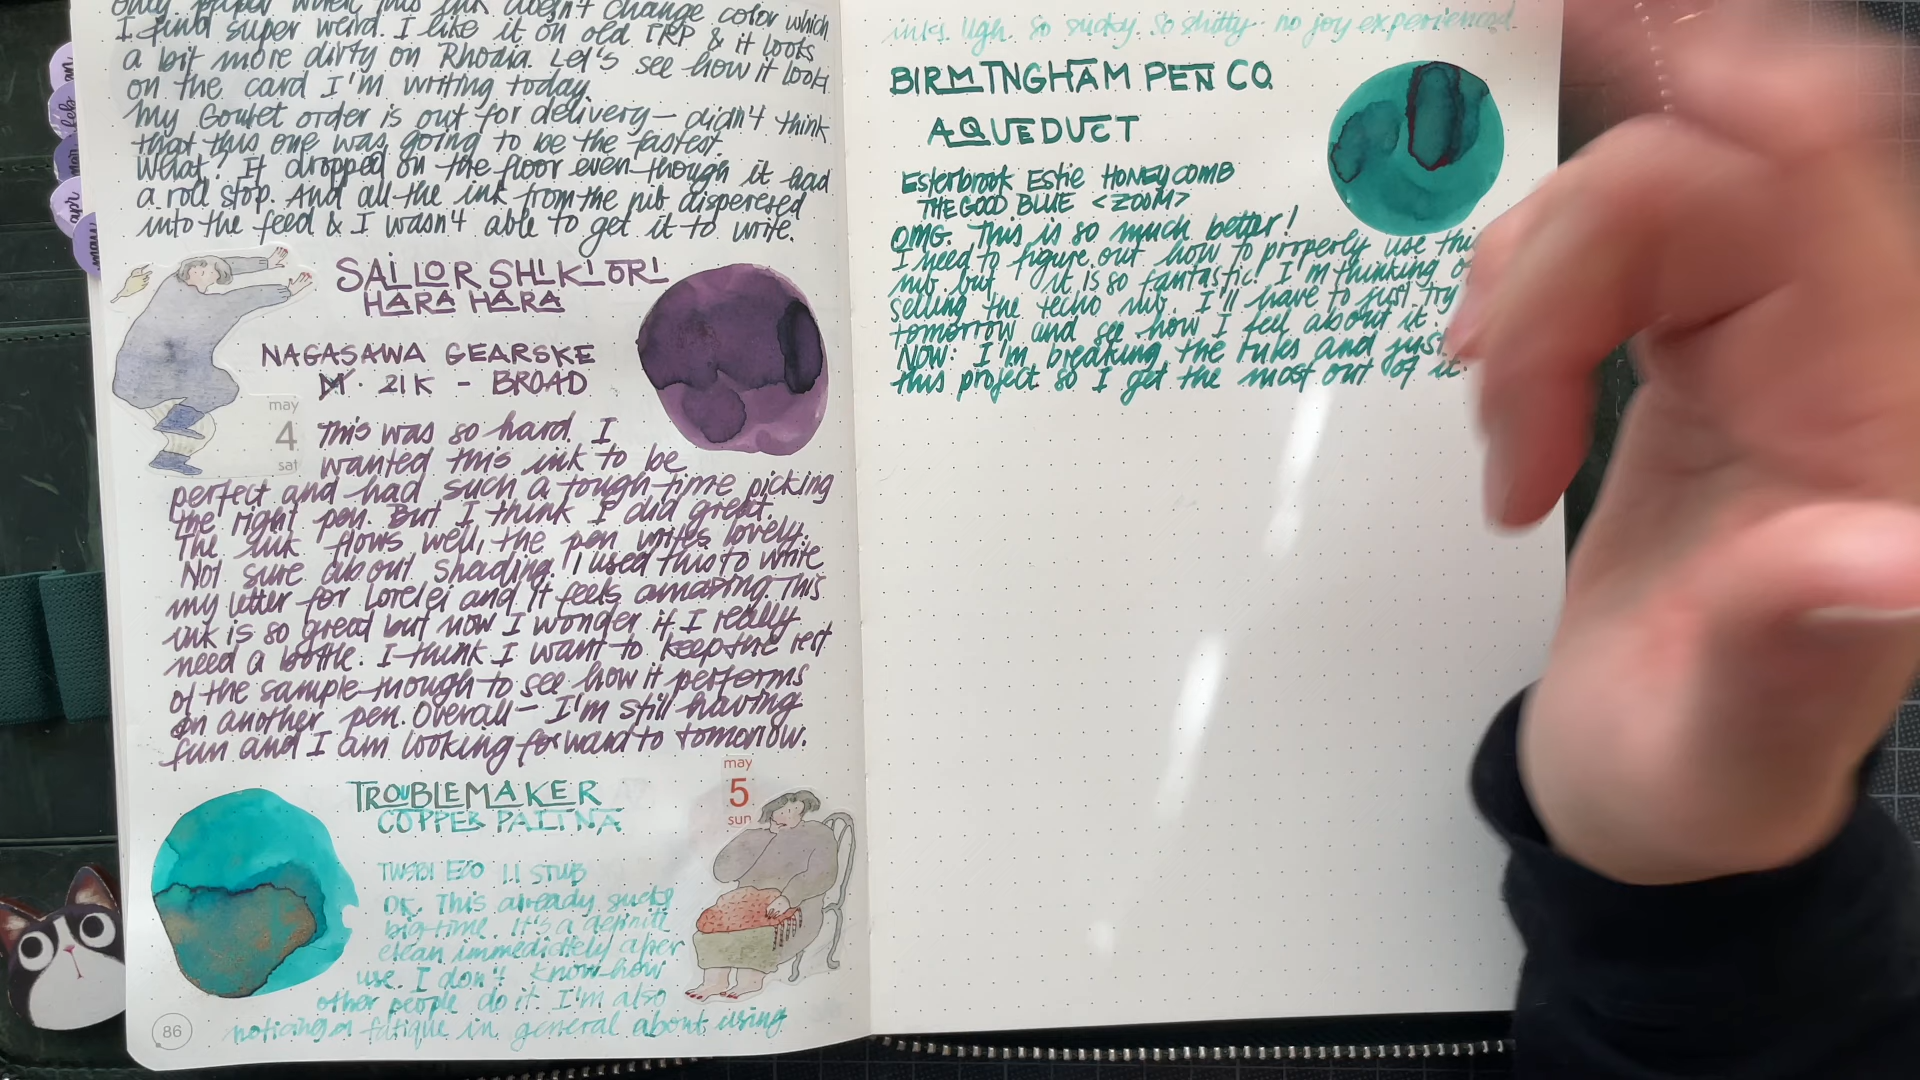 only paper when this ink doesn't change color which
I find super weird. I like it on old TRP & it looks
a bit more dirty on Rhodia. Let's see how it looks
on the card I'm writing today.
My Goulet order is out for delivery - didn't think
that this one was going to be the fastest.
What? It dropped on the floor even though it had
a roll stop. And all the ink from the nib dispersed
into the feed & I wasn't able to get it to write.
SAILOR SHIKIORI
HARA HARA
NAGASAWA GEARSKE
21K - BROAD
may
4
sat
This was so hard. I
wanted this ink to be
perfect and had such a tough time picking
the right pen. But I think I did great.
The ink flows well, the pen writes lovely.
Not sure about shading. I used this to write
my letter for Lorelei and it feels amazing. This
ink is so great but now I wonder if I really
need a bottle. I think I want to keep the rest
of the sample though to see how it performs
on another pen. Overall - I'm still having
fun and I am looking forward to tomorrow.
TROUBLEMAKER
COPPER PATINA
may
5
sun
TWSBI ECO 1.1 STUB
OK. This already sucks
big time. It's a definite
clean immediately after
use. I don't know how
other people do it. I'm also
noticing a fatigue in general about using
86
jan
feb
mar
apr
may
inks. Ugh. So sucky. So shitty. no joy experienced.
BIRMINGHAM PEN CO
AQUEDUCT
Esterbrook Estie HONEYCOMB
THE GOOD BLUE <ZOOM>
OMG. This is so much better!
I need to figure out how to properly use this
nib but it is so fantastic! I'm thinking
selling the techo nib. I'll have to just try
tomorrow and see how I feel about it.
NOW: I'm breaking the rules and just
this project so I get the most out of it.